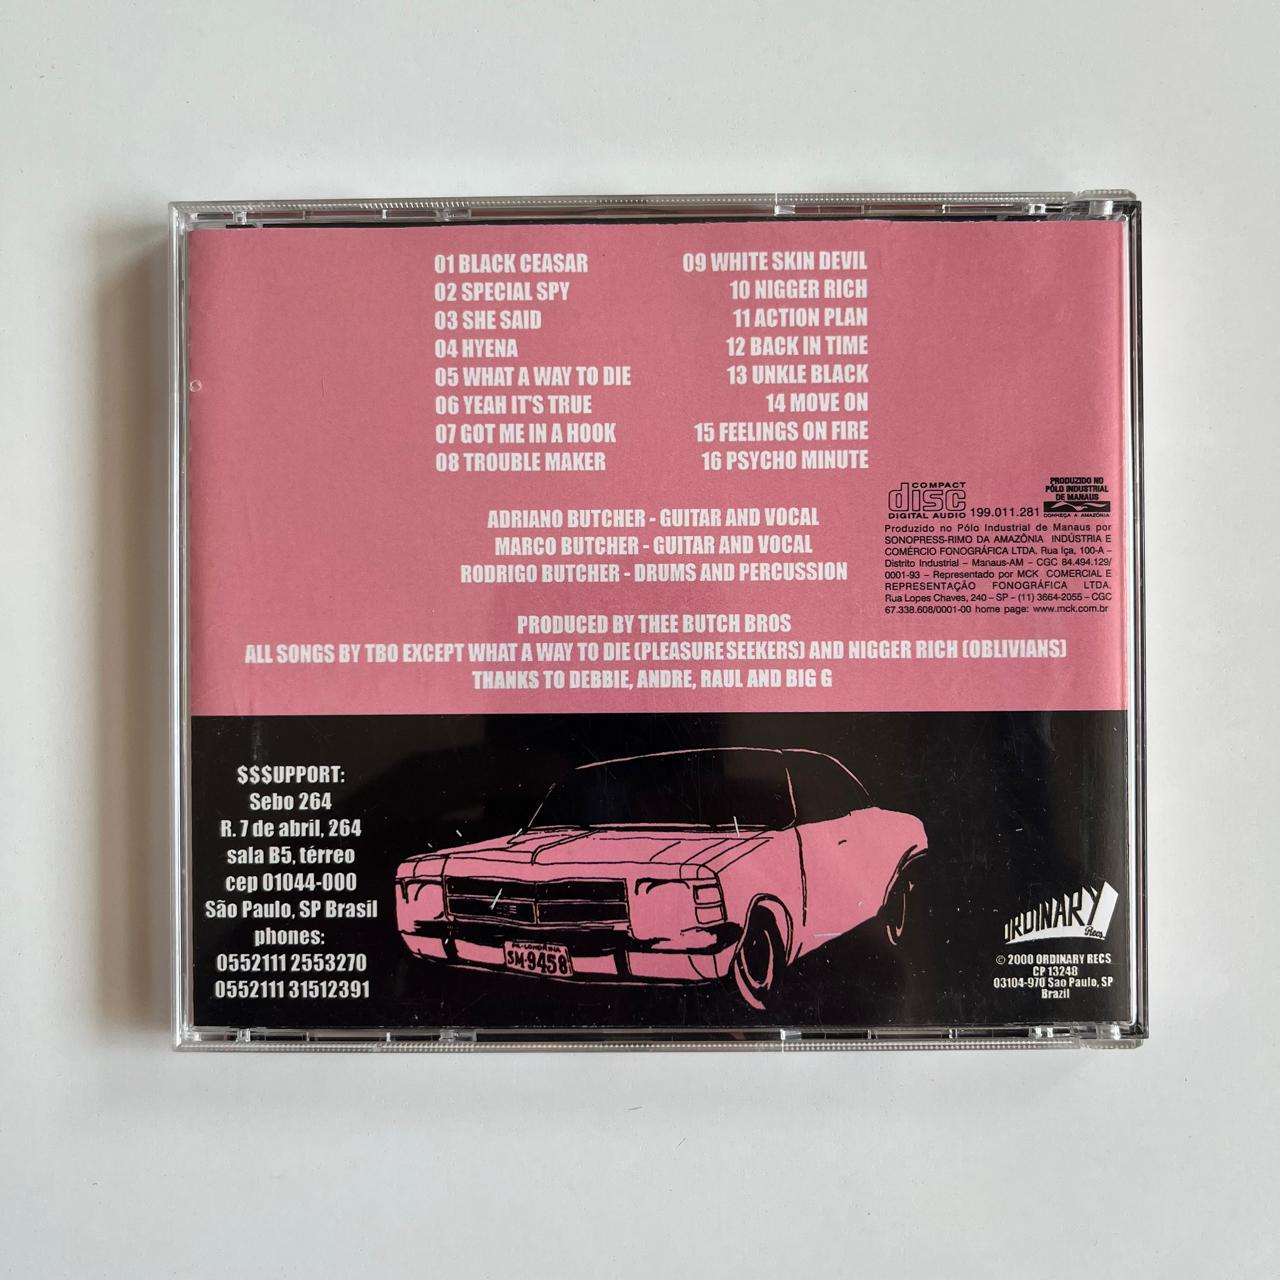 01 BLACK CEASAR
02 SPECIAL SPY
03 SHE SAID
04 HYENA
05 WHAT A WAY TO DIE
06 YEAH IT'S TRUE
07 GOT ME IN A HOOK
08 TROUBLE MAKER
09 WHITE SKIN DEVIL
10 NIGGER RICH
11 ACTION PLAN
12 BACK IN TIME
13 UNKLE BLACK
14 MOVE ON
15 FEELINGS ON FIRE
16 PSYCHO MINUTE
ADRIANO BUTCHER - GUITAR AND VOCAL
MARCO BUTCHER - GUITAR AND VOCAL
RODRIGO BUTCHER - DRUMS AND PERCUSSION
PRODUCED BY THEE BUTCH BROS
ALL SONGS BY TBO EXCEPT WHAT A WAY TO DIE (PLEASURE SEEKERS) AND NIGGER RICH (OBLIVIANS)
THANKS TO DEBBIE, ANDRE, RAUL AND BIG G
COMPACT
disc
DIGITAL AUDIO
199.011.281
PRODUZIDO NO
PÓLO INDUSTRIAL
DE MANAUS
CONHEÇA A AMAZÔNIA
Produzido no Pólo Industrial de Manaus por
SONOPRESS-RIMO DA AMAZÔNIA INDÚSTRIA E
COMÉRCIO FONOGRÁFICA LTDA. Rua Iça, 100-A –
Distrito Industrial – Manaus-AM – CGC 84.494.129/
0001-93 – Representado por MCK COMERCIAL E
REPRESENTAÇÃO FONOGRÁFICA LTDA.
Rua Lopes Chaves, 240 – SP – (11) 3664-2055 – CGC
67.338.608/0001-00 home page: www.mck.com.br
$$$UPPORT:
Sebo 264
R. 7 de abril, 264
sala B5, térreo
cep 01044-000
São Paulo, SP Brasil
phones:
0552111 2553270
0552111 31512391
PR-LONDRINA
SM-9458
ORDINARY
Recs
© 2000 ORDINARY RECS
CP 13248
03104-970 Sao Paulo, SP
Brazil